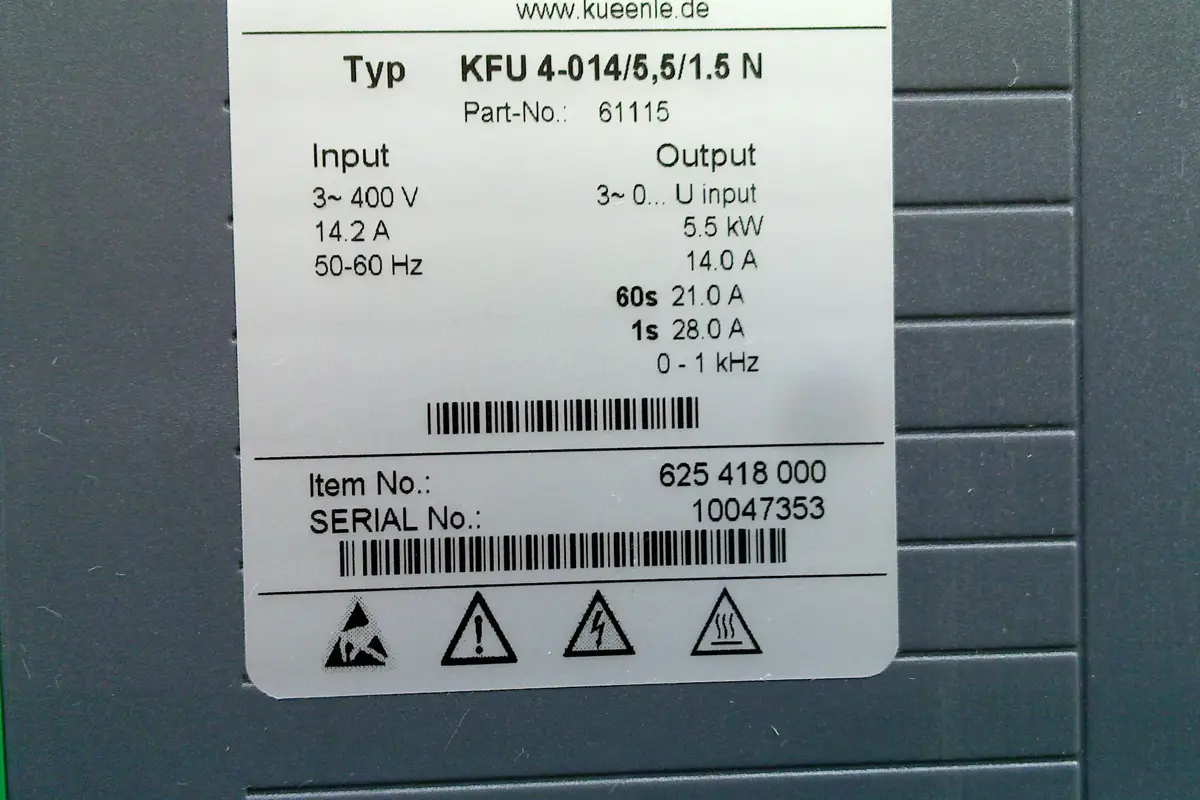 www.kueenle.de
Typ KFU 4-014/5,5/1.5 N
Part-No.: 61115
Input Output
3~ 400 V 3~ 0... U input
14.2 A 5.5 kW
50-60 Hz 14.0 A
60s 21.0 A
1s 28.0 A
0 - 1 kHz
Item No.: 625 418 000
SERIAL No.: 10047353